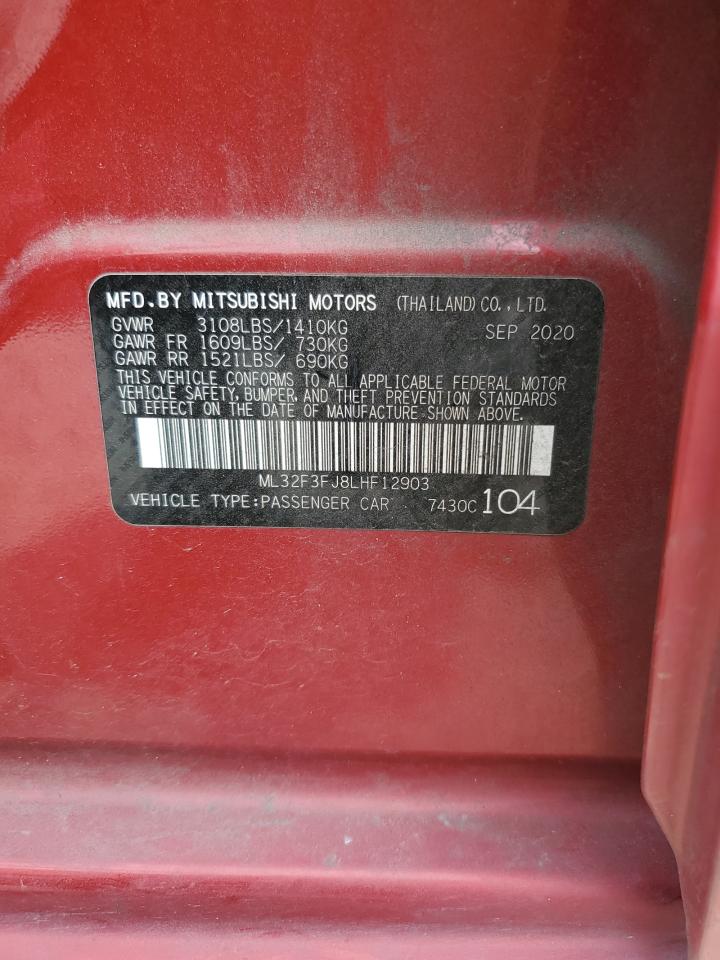 MFD.BY MITSUBISHI MOTORS (THAILAND) CO., LTD.
GVWR 3108LBS/1410KG SEP 2020
GAWR FR 1609LBS/ 730KG
GAWR RR 1521LBS/ 690KG
THIS VEHICLE CONFORMS TO ALL APPLICABLE FEDERAL MOTOR
VEHICLE SAFETY, BUMPER, AND THEFT PREVENTION STANDARDS
IN EFFECT ON THE DATE OF MANUFACTURE SHOWN ABOVE.
ML32F3FJ8LHF12903
VEHICLE TYPE:PASSENGER CAR 7430C 104